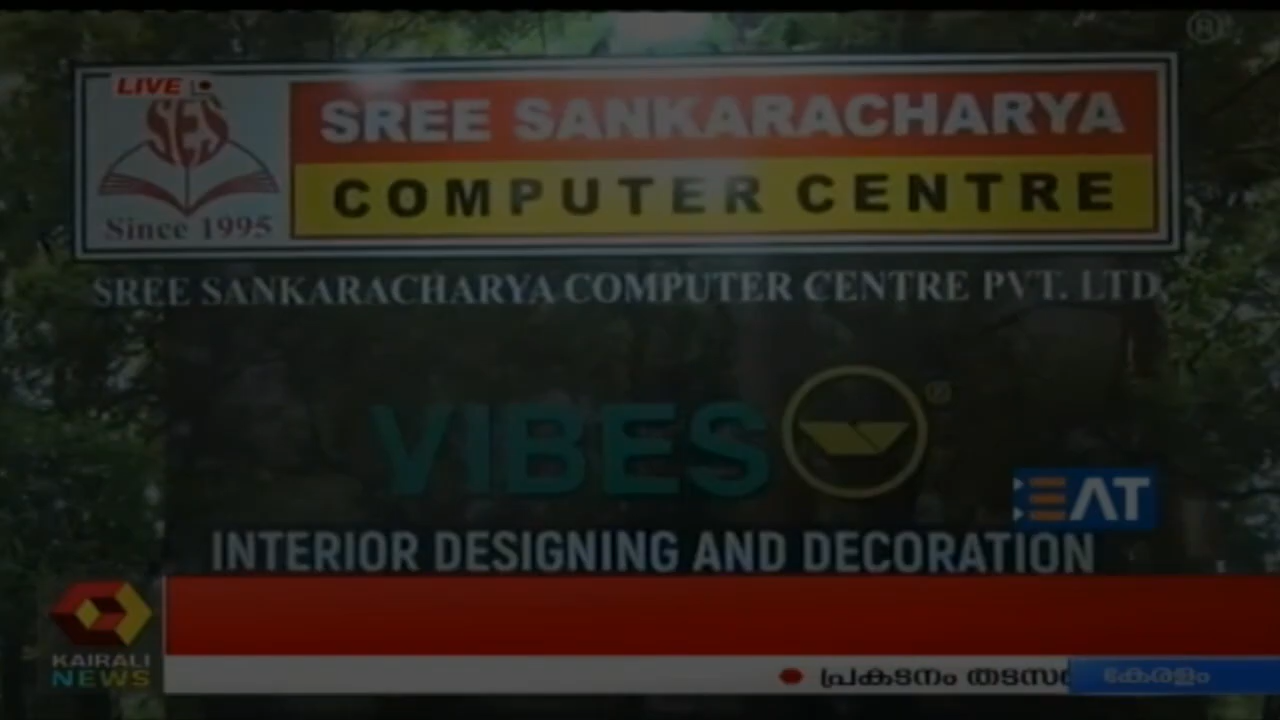 ®
LIVE
SES
Since 1995
SREE SANKARACHARYA
COMPUTER CENTRE
SREE SANKARACHARYA COMPUTER CENTRE PVT. LTD
VIBES ®
EAT
INTERIOR DESIGNING AND DECORATION
KAIRALI
NEWS
പ്രകടനം
കേരളം